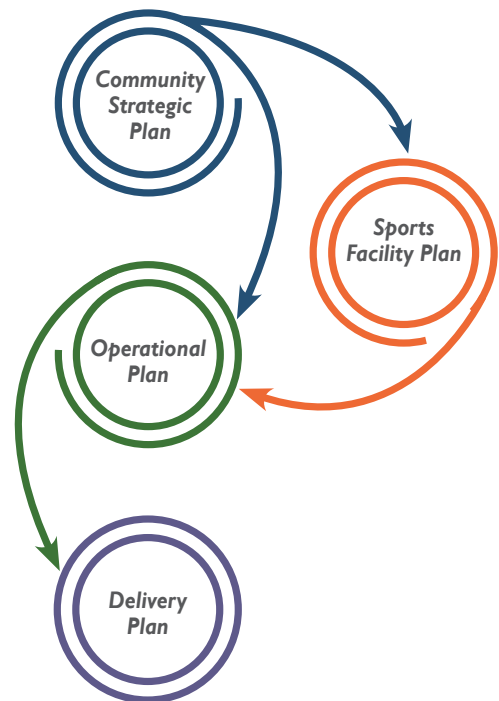 Community
Strategic
Plan
Sports
Facility Plan
Operational
Plan
Delivery
Plan